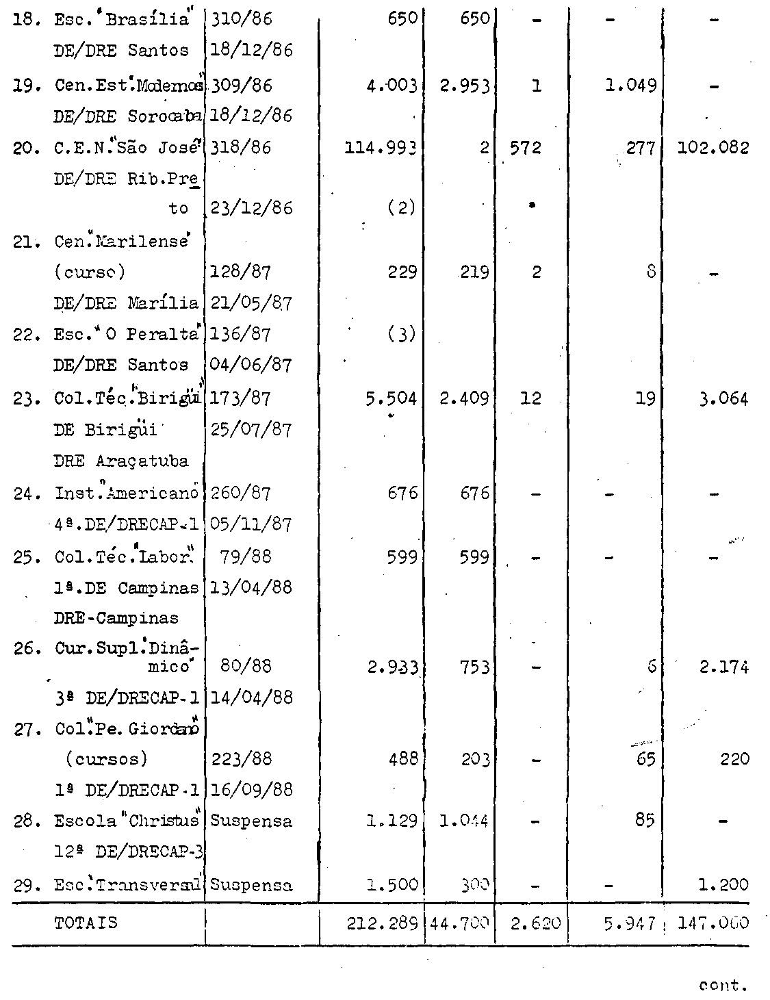 18. Esc."Brasília" 310/86 650 650 - - -
DE/DRE Santos 18/12/86
19. Cen.Est."Modernos" 309/86 4.003 2.953 1 1.049 -
DE/DRE Sorocaba 18/12/86
20. C.E.N."São José" 318/86 114.993 2 572 277 102.082
DE/DRE Rib.Pre
to 23/12/86 (2)
21. Cen."Marilense"
(curso) 128/87 229 219 2 8 -
DE/DRE Marília 21/05/87
22. Esc."O Peralta" 136/87 (3)
DE/DRE Santos 04/06/87
23. Col.Téc."Birigüi" 173/87 5.504 2.409 12 19 3.064
DE Birigüi 25/07/87
DRE Araçatuba
24. Inst."Americano" 260/87 676 676 - - -
4ª.DE/DRECAP-1 05/11/87
25. Col.Téc."Labor". 79/88 599 599 - - -
1ª.DE Campinas 13/04/88
DRE-Campinas
26. Cur.Supl."Dinâ-
mico" 80/88 2.933 753 - 6 2.174
3ª DE/DRECAP-1 14/04/88
27. Col."Pe. Giordano"
(cursos) 223/88 488 203 - 65 220
1ª DE/DRECAP-1 16/09/88
28. Escola "Christus" Suspensa 1.129 1.044 - 85 -
12ª DE/DRECAP-3
29. Esc."Transversal" Suspensa 1.500 300 - - 1.200
TOTAIS 212.289 44.700 2.620 5.947 147.060
cont.